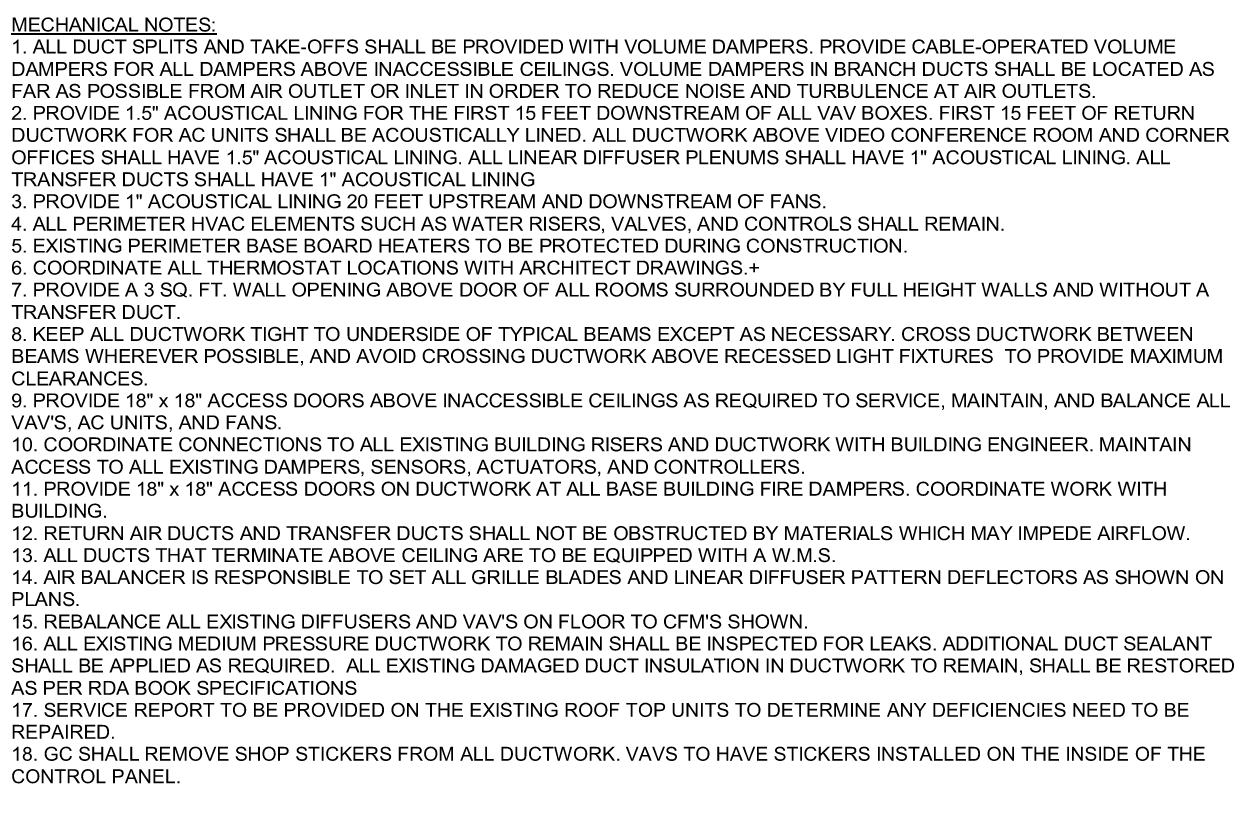 MECHANICAL NOTES:
1. ALL DUCT SPLITS AND TAKE-OFFS SHALL BE PROVIDED WITH VOLUME DAMPERS. PROVIDE CABLE-OPERATED VOLUME
DAMPERS FOR ALL DAMPERS ABOVE INACCESSIBLE CEILINGS. VOLUME DAMPERS IN BRANCH DUCTS SHALL BE LOCATED AS
FAR AS POSSIBLE FROM AIR OUTLET OR INLET IN ORDER TO REDUCE NOISE AND TURBULENCE AT AIR OUTLETS.
2. PROVIDE 1.5" ACOUSTICAL LINING FOR THE FIRST 15 FEET DOWNSTREAM OF ALL VAV BOXES. FIRST 15 FEET OF RETURN
DUCTWORK FOR AC UNITS SHALL BE ACOUSTICALLY LINED. ALL DUCTWORK ABOVE VIDEO CONFERENCE ROOM AND CORNER
OFFICES SHALL HAVE 1.5" ACOUSTICAL LINING. ALL LINEAR DIFFUSER PLENUMS SHALL HAVE 1" ACOUSTICAL LINING. ALL
TRANSFER DUCTS SHALL HAVE 1" ACOUSTICAL LINING
3. PROVIDE 1" ACOUSTICAL LINING 20 FEET UPSTREAM AND DOWNSTREAM OF FANS.
4. ALL PERIMETER HVAC ELEMENTS SUCH AS WATER RISERS, VALVES, AND CONTROLS SHALL REMAIN.
5. EXISTING PERIMETER BASE BOARD HEATERS TO BE PROTECTED DURING CONSTRUCTION.
6. COORDINATE ALL THERMOSTAT LOCATIONS WITH ARCHITECT DRAWINGS.+
7. PROVIDE A 3 SQ. FT. WALL OPENING ABOVE DOOR OF ALL ROOMS SURROUNDED BY FULL HEIGHT WALLS AND WITHOUT A
TRANSFER DUCT.
8. KEEP ALL DUCTWORK TIGHT TO UNDERSIDE OF TYPICAL BEAMS EXCEPT AS NECESSARY. CROSS DUCTWORK BETWEEN
BEAMS WHEREVER POSSIBLE, AND AVOID CROSSING DUCTWORK ABOVE RECESSED LIGHT FIXTURES  TO PROVIDE MAXIMUM
CLEARANCES.
9. PROVIDE 18" x 18" ACCESS DOORS ABOVE INACCESSIBLE CEILINGS AS REQUIRED TO SERVICE, MAINTAIN, AND BALANCE ALL
VAV'S, AC UNITS, AND FANS.
10. COORDINATE CONNECTIONS TO ALL EXISTING BUILDING RISERS AND DUCTWORK WITH BUILDING ENGINEER. MAINTAIN
ACCESS TO ALL EXISTING DAMPERS, SENSORS, ACTUATORS, AND CONTROLLERS.
11. PROVIDE 18" x 18" ACCESS DOORS ON DUCTWORK AT ALL BASE BUILDING FIRE DAMPERS. COORDINATE WORK WITH
BUILDING.
12. RETURN AIR DUCTS AND TRANSFER DUCTS SHALL NOT BE OBSTRUCTED BY MATERIALS WHICH MAY IMPEDE AIRFLOW.
13. ALL DUCTS THAT TERMINATE ABOVE CEILING ARE TO BE EQUIPPED WITH A W.M.S.
14. AIR BALANCER IS RESPONSIBLE TO SET ALL GRILLE BLADES AND LINEAR DIFFUSER PATTERN DEFLECTORS AS SHOWN ON
PLANS.
15. REBALANCE ALL EXISTING DIFFUSERS AND VAV'S ON FLOOR TO CFM'S SHOWN.
16. ALL EXISTING MEDIUM PRESSURE DUCTWORK TO REMAIN SHALL BE INSPECTED FOR LEAKS. ADDITIONAL DUCT SEALANT
SHALL BE APPLIED AS REQUIRED.  ALL EXISTING DAMAGED DUCT INSULATION IN DUCTWORK TO REMAIN, SHALL BE RESTORED
AS PER RDA BOOK SPECIFICATIONS
17. SERVICE REPORT TO BE PROVIDED ON THE EXISTING ROOF TOP UNITS TO DETERMINE ANY DEFICIENCIES NEED TO BE
REPAIRED.
18. GC SHALL REMOVE SHOP STICKERS FROM ALL DUCTWORK. VAVS TO HAVE STICKERS INSTALLED ON THE INSIDE OF THE
CONTROL PANEL.